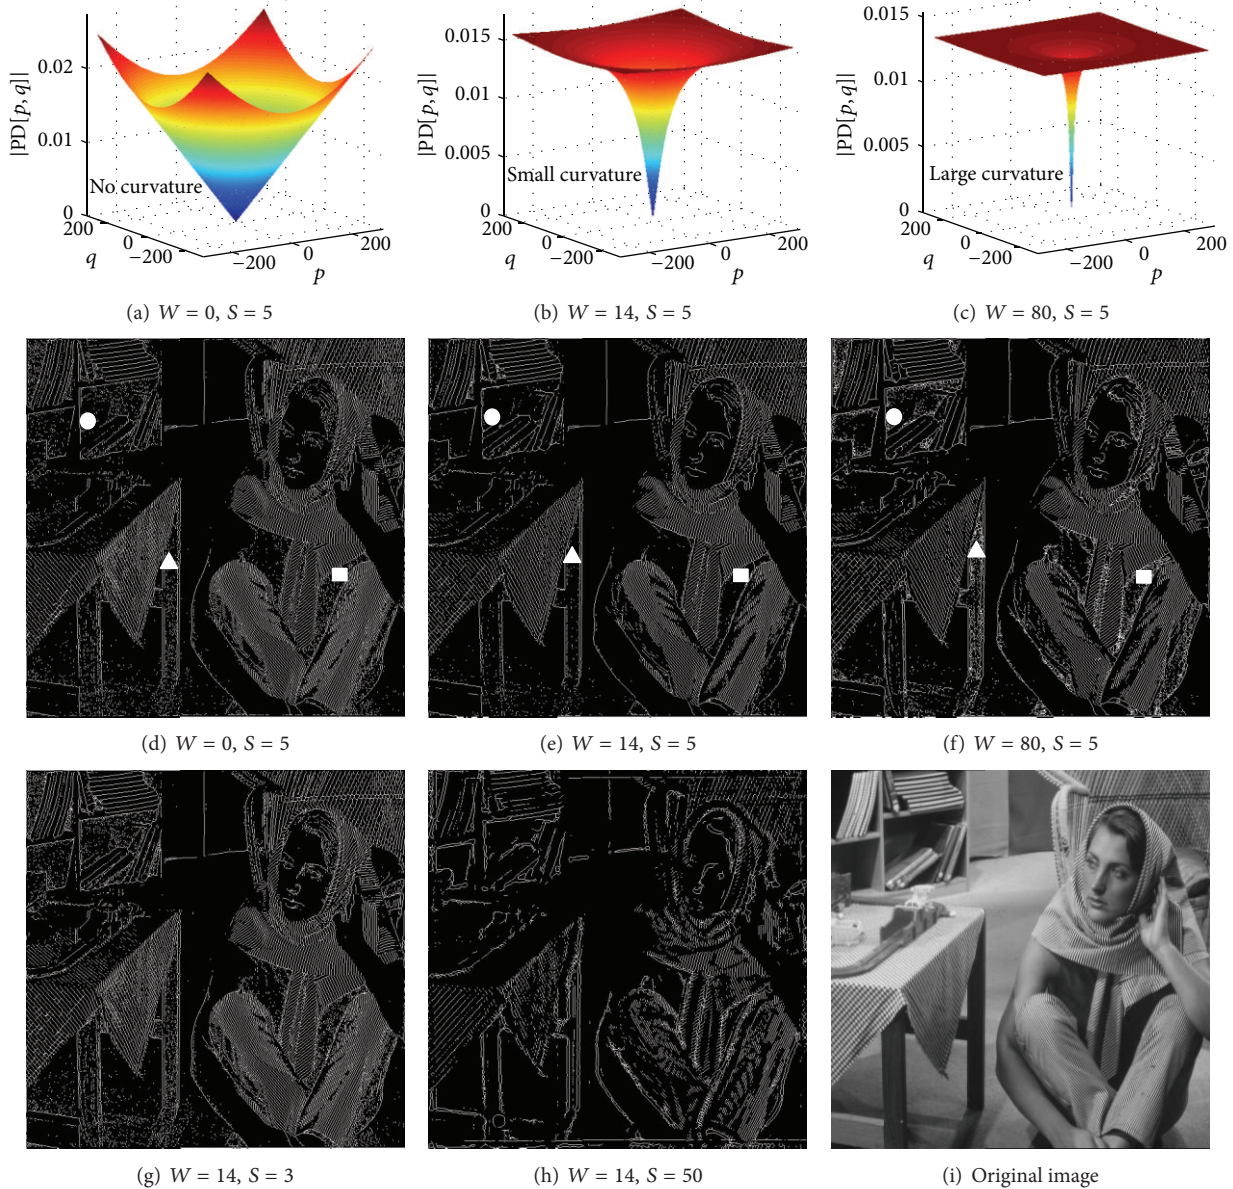 0.02
0.01
0
|PD[p, q]|
No curvature
200
0
−200
q
−200
0
200
p
(a) W = 0, S = 5
0.015
0.01
0.005
0
|PD[p, q]|
Small curvature
200
0
−200
q
−200
0
200
p
(b) W = 14, S = 5
0.015
0.01
0.005
0
|PD[p, q]|
Large curvature
200
0
−200
q
−200
0
200
p
(c) W = 80, S = 5
(d) W = 0, S = 5
(e) W = 14, S = 5
(f) W = 80, S = 5
(g) W = 14, S = 3
(h) W = 14, S = 50
(i) Original image